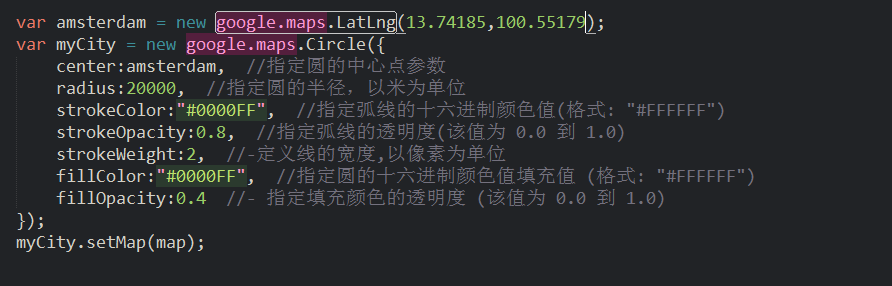 var amsterdam = new google.maps.LatLng(13.74185,100.55179);
var myCity = new google.maps.Circle({
    center:amsterdam,  //指定圆的中心点参数
    radius:20000,  //指定圆的半径，以米为单位
    strokeColor:"#0000FF",  //指定弧线的十六进制颜色值(格式: "#FFFFFF")
    strokeOpacity:0.8,  //指定弧线的透明度(该值为 0.0 到 1.0)
    strokeWeight:2,  //-定义线的宽度,以像素为单位
    fillColor:"#0000FF",  //指定圆的十六进制颜色值填充值 (格式: "#FFFFFF")
    fillOpacity:0.4  //- 指定填充颜色的透明度 (该值为 0.0 到 1.0)
});
myCity.setMap(map);